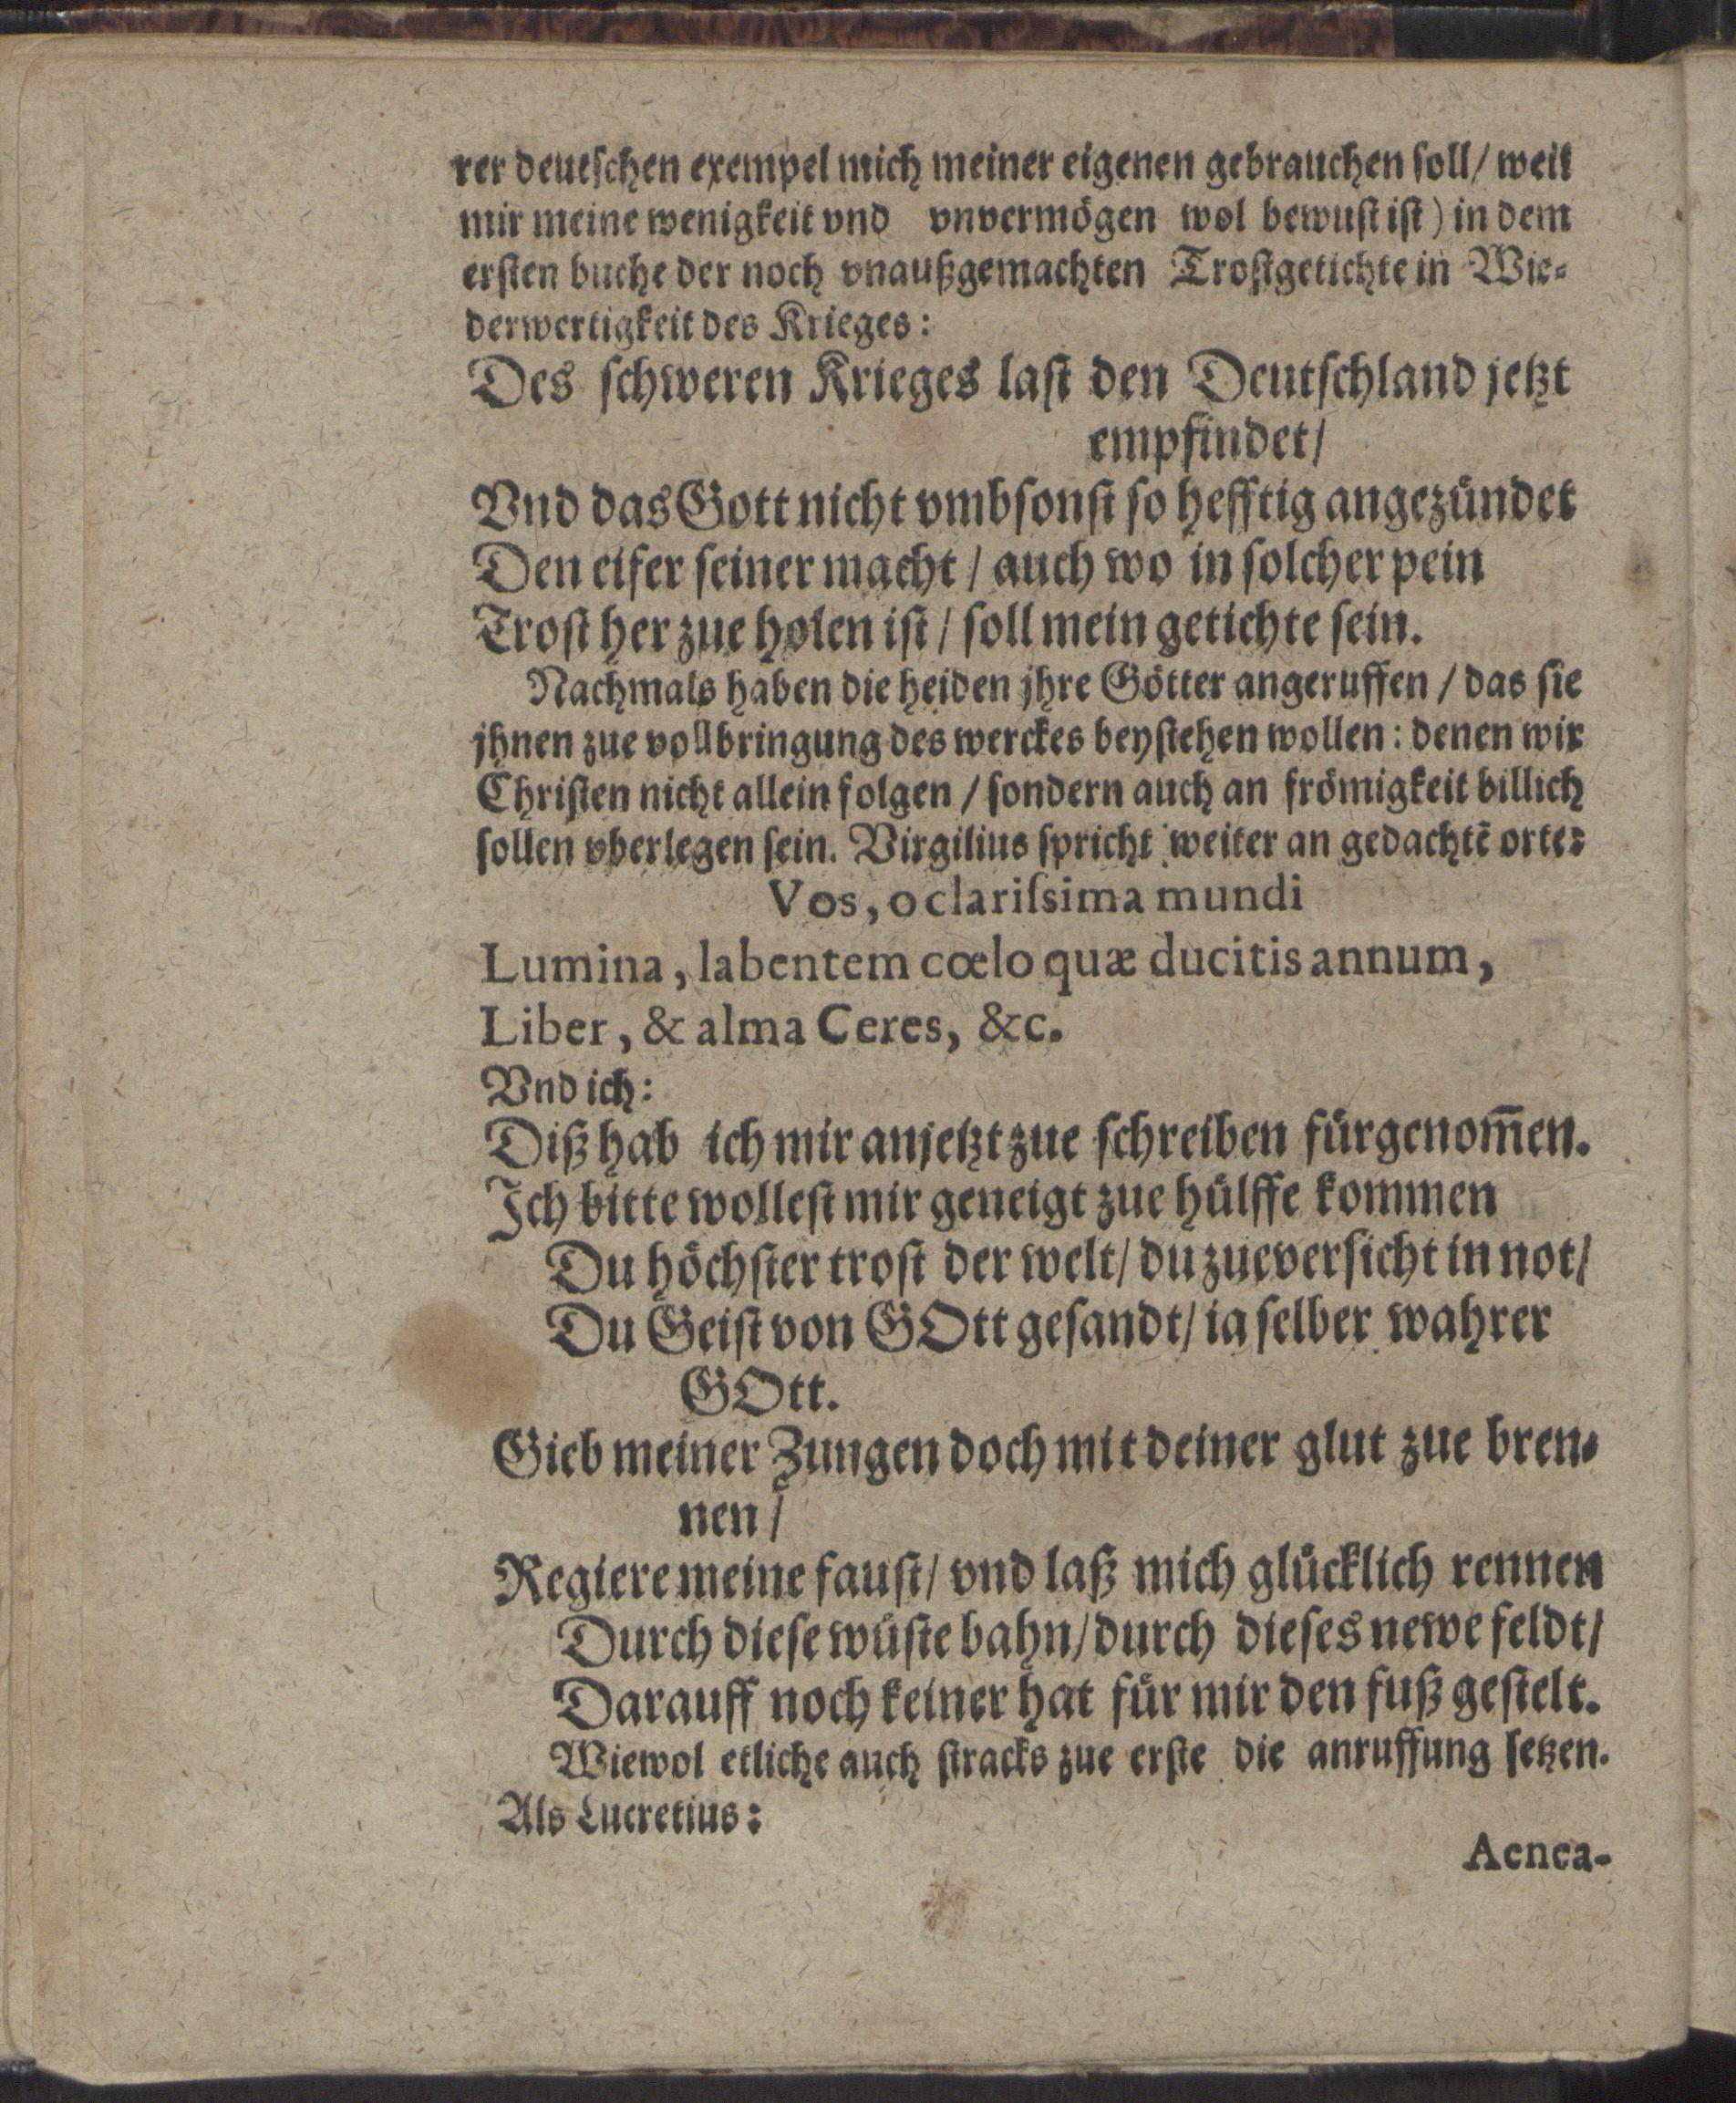 rer deutschen exempel mich meiner eigenen gebrauchen soll/ weil
mir meine wenigkeit vnd vnvermögen wol bewust ist) in dem
ersten buche der noch vnaußgemachten Trostgetichte in Wie-
derwertigkeit des Krieges:
Des schweren Krieges last den Deutschland jetzt
empfindet/
Vnd das Gott nicht vmbsonst so hefftig angezündet
Den eifer seiner macht / auch wo in solcher pein
Trost her zue holen ist / soll mein getichte sein.
Nachmals haben die heiden jhre Götter angeruffen / das sie
jhnen zue vollbringung des werckes beystehen wollen: denen wir
Christen nicht allein folgen / sondern auch an frömigkeit billich
sollen vberlegen sein. Virgilius spricht weiter an gedachtē orte:
Vos, o clarissima mundi
Lumina, labentem cœlo quæ ducitis annum,
Liber, & alma Ceres, &c.
Vnd ich:
Diß hab ich mir anjetzt zue schreiben fürgenom̄en.
Ich bitte wollest mir geneigt zue hülffe kommen
Du höchster trost der welt/ du zueversicht in not/
Du Geist von GOtt gesandt/ ia selber wahrer
GOtt.
Gieb meiner Zungen doch mit deiner glut zue bren-
nen/
Regiere meine faust/ vnd laß mich glücklich rennen
Durch diese wüste bahn/ durch dieses newe feldt/
Darauff noch keiner hat für mir den fuß gestelt.
Wiewol etliche auch stracks zue erste die anruffung setzen.
Als Lucretius:
Aenea-